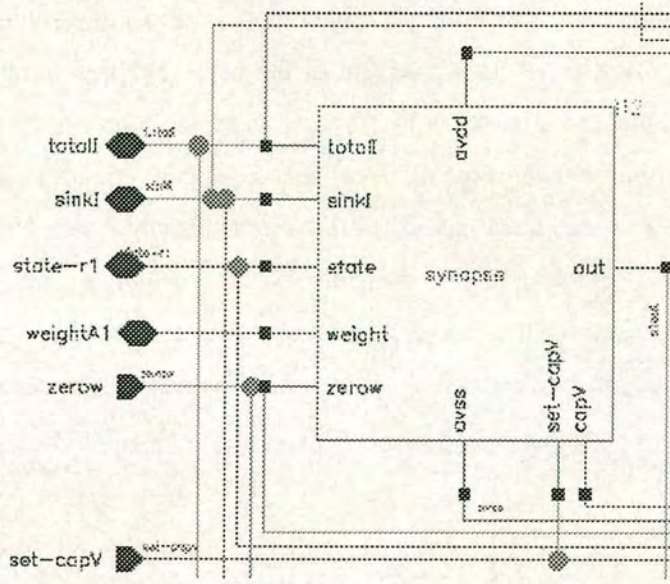 avdd
totalI
totalI
sinkI
sinkI
state-r1
state
synapse
out
weightA1
weight
zerow
zerow
avss
set-capV
capV
set-capV